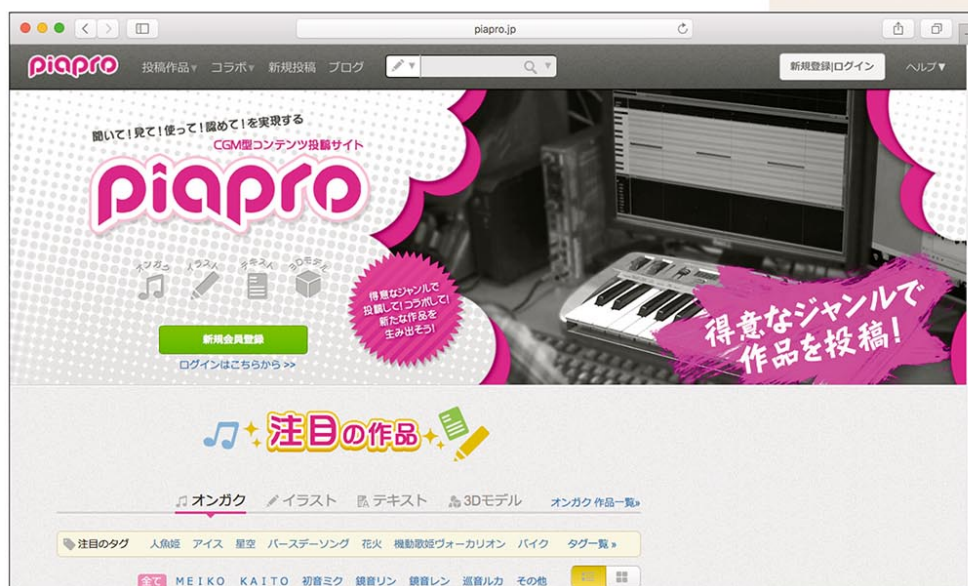 piapro.jp
piapro 投稿作品▼ コラボ▼ 新規投稿 ブログ 新規登録|ログイン ヘルプ▼
聞いて!見て!使って!認めて!を実現する
CGM型コンテンツ投稿サイト
piapro
オンガク イラスト テキスト 3Dモデル
得意なジャンルで
投稿して!コラボして!
新たな作品を
生み出そう!
新規会員登録
ログインはこちらから >>
得意なジャンルで
作品を投稿!
注目の作品
オンガク イラスト テキスト 3Dモデル オンガク 作品一覧»
注目のタグ 人魚姫 アイス 星空 バースデーソング 花火 機動歌姫ヴォーカリオン バイク タグ一覧 »
全て MEIKO KAITO 初音ミク 鏡音リン 鏡音レン 巡音ルカ その他